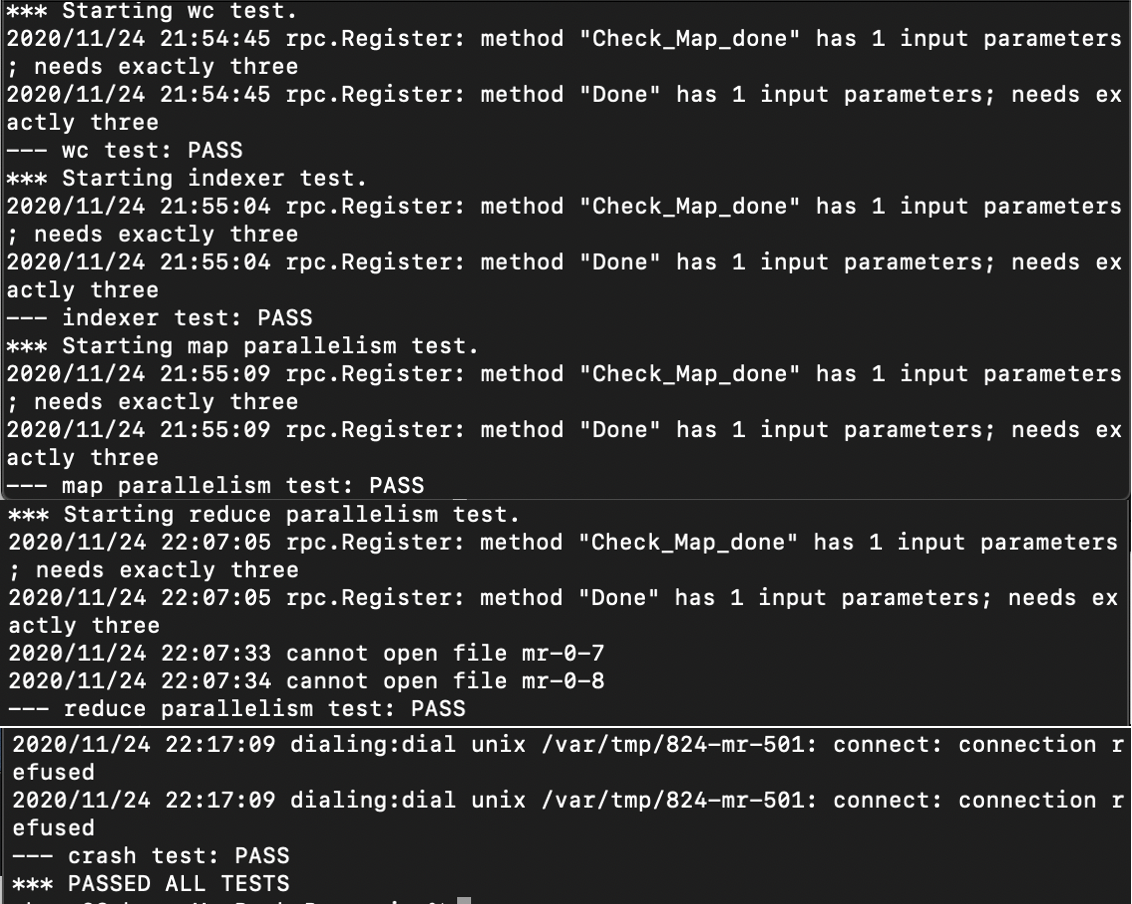 *** Starting wc test.
2020/11/24 21:54:45 rpc.Register: method "Check_Map_done" has 1 input parameters
; needs exactly three
2020/11/24 21:54:45 rpc.Register: method "Done" has 1 input parameters; needs ex
actly three
--- wc test: PASS
*** Starting indexer test.
2020/11/24 21:55:04 rpc.Register: method "Check_Map_done" has 1 input parameters
; needs exactly three
2020/11/24 21:55:04 rpc.Register: method "Done" has 1 input parameters; needs ex
actly three
--- indexer test: PASS
*** Starting map parallelism test.
2020/11/24 21:55:09 rpc.Register: method "Check_Map_done" has 1 input parameters
; needs exactly three
2020/11/24 21:55:09 rpc.Register: method "Done" has 1 input parameters; needs ex
actly three
--- map parallelism test: PASS
*** Starting reduce parallelism test.
2020/11/24 22:07:05 rpc.Register: method "Check_Map_done" has 1 input parameters
; needs exactly three
2020/11/24 22:07:05 rpc.Register: method "Done" has 1 input parameters; needs ex
actly three
2020/11/24 22:07:33 cannot open file mr-0-7
2020/11/24 22:07:34 cannot open file mr-0-8
--- reduce parallelism test: PASS
2020/11/24 22:17:09 dialing:dial unix /var/tmp/824-mr-501: connect: connection r
efused
2020/11/24 22:17:09 dialing:dial unix /var/tmp/824-mr-501: connect: connection r
efused
--- crash test: PASS
*** PASSED ALL TESTS